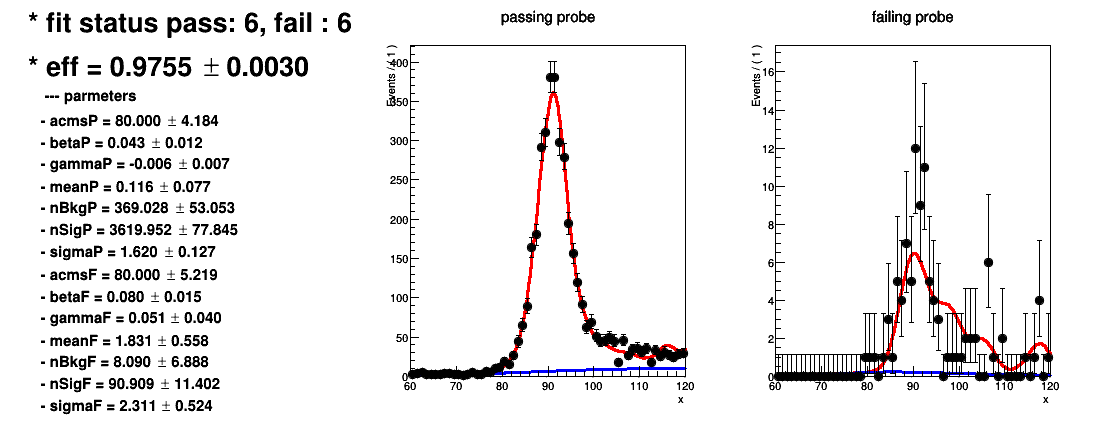 * fit status pass: 6, fail : 6
* eff = 0.9755 ± 0.0030
--- parmeters
- acmsP = 80.000 ± 4.184
- betaP = 0.043 ± 0.012
- gammaP = -0.006 ± 0.007
- meanP = 0.116 ± 0.077
- nBkgP = 369.028 ± 53.053
- nSigP = 3619.952 ± 77.845
- sigmaP = 1.620 ± 0.127
- acmsF = 80.000 ± 5.219
- betaF = 0.080 ± 0.015
- gammaF = 0.051 ± 0.040
- meanF = 1.831 ± 0.558
- nBkgF = 8.090 ± 6.888
- nSigF = 90.909 ± 11.402
- sigmaF = 2.311 ± 0.524
passing probe
Events / ( 1 )
400
350
300
250
200
150
100
50
0
60 70 80 90 100 110 120
x
failing probe
Events / ( 1 )
16
14
12
10
8
6
4
2
0
60 70 80 90 100 110 120
x